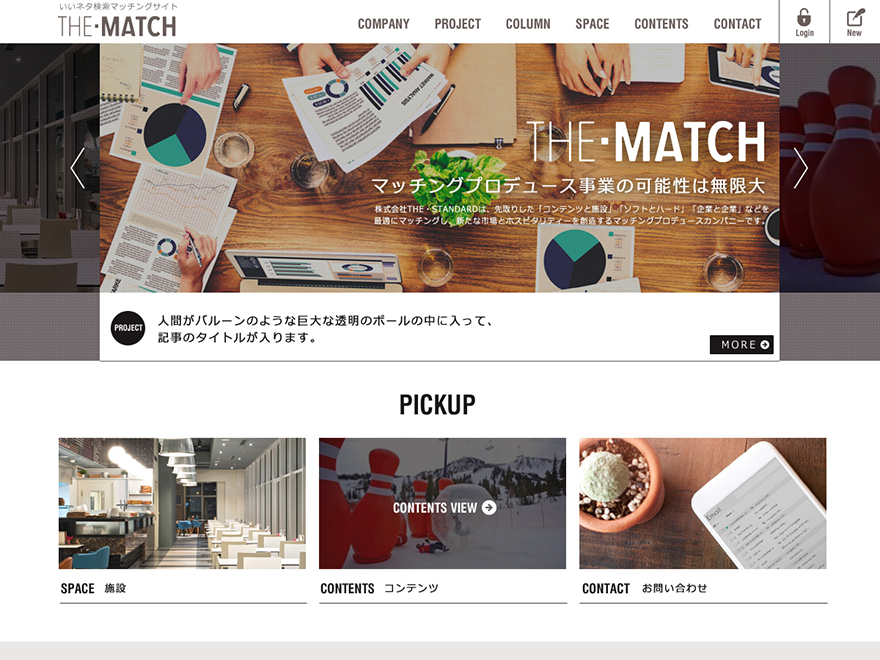 いいネタ検索マッチングサイト
THE・MATCH
COMPANY PROJECT COLUMN SPACE CONTENTS CONTACT Login New
MARKET ANALYSIS
THE・MATCH
マッチングプロデュース事業の可能性は無限大
株式会社THE・STANDARDは、先取りした「コンテンツと施設」「ソフトとハード」「企業と企業」などを
最適にマッチングし、新たな市場とホスピタリティーを創造するマッチングプロデュースカンパニーです。
PROJECT
人間がバルーンのような巨大な透明のボールの中に入って、
記事のタイトルが入ります。
MORE
PICKUP
CONTENTS VIEW
Email
SPACE 施設
CONTENTS コンテンツ
CONTACT お問い合わせ